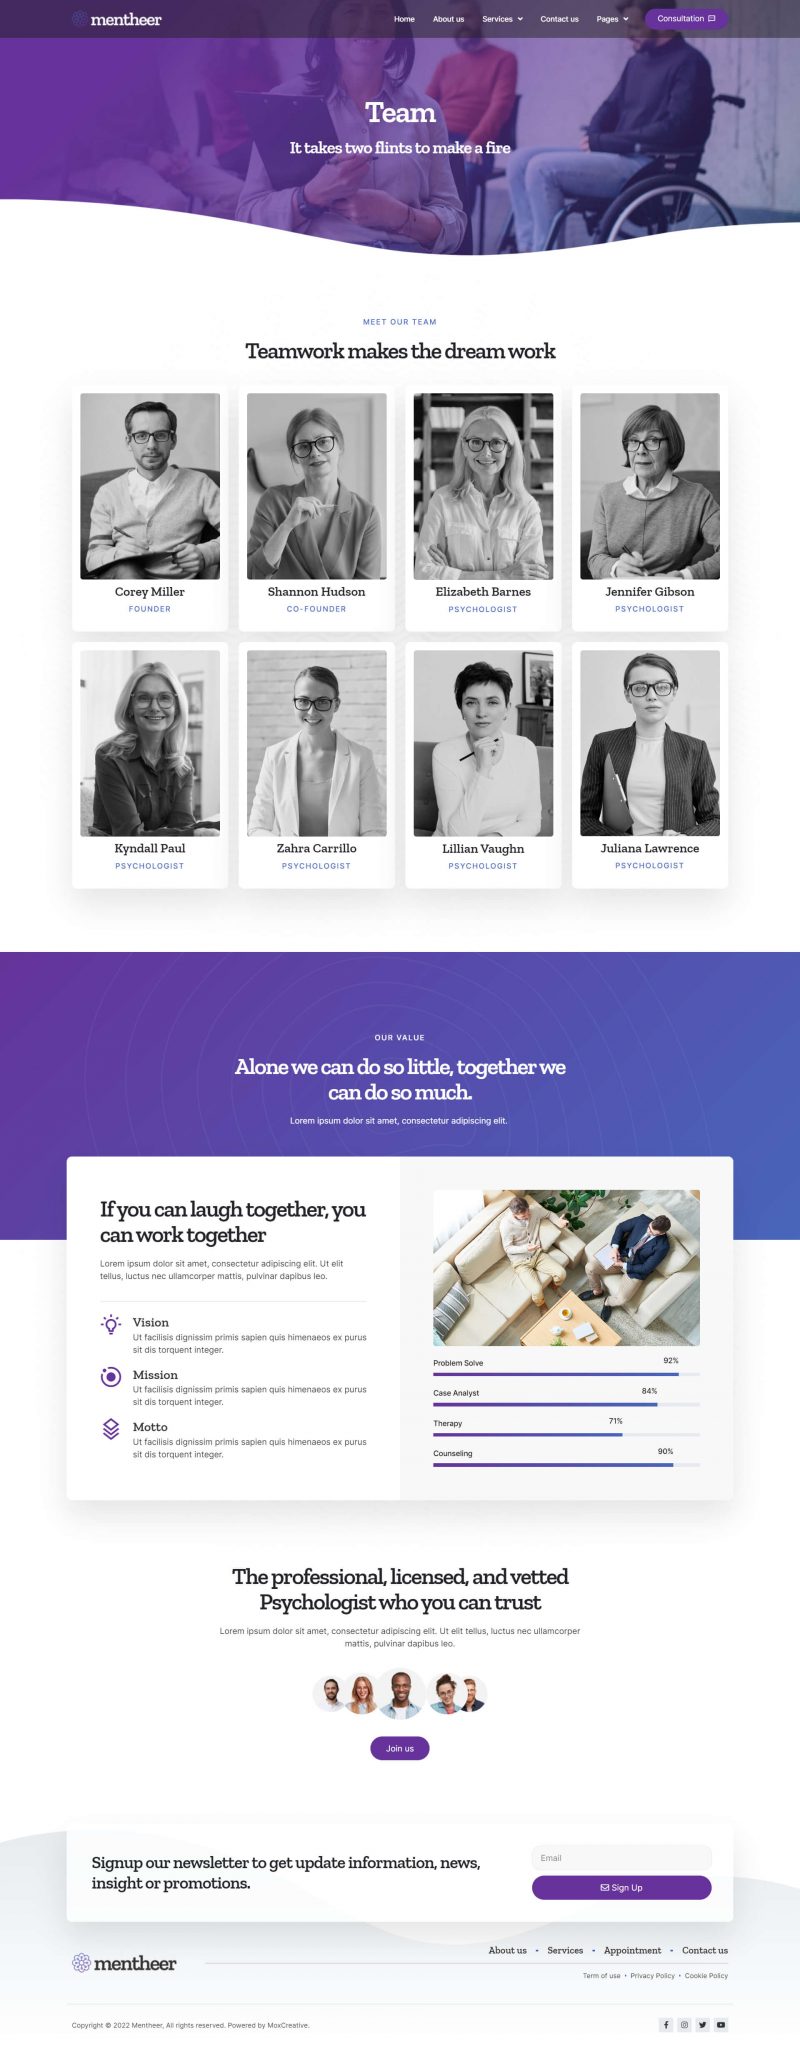 mentheer
Home About us Services Contact us Pages Consultation
Team
It takes two flints to make a fire
MEET OUR TEAM
Teamwork makes the dream work
Corey Miller
FOUNDER
Shannon Hudson
CO-FOUNDER
Elizabeth Barnes
PSYCHOLOGIST
Jennifer Gibson
PSYCHOLOGIST
Kyndall Paul
PSYCHOLOGIST
Zahra Carrillo
PSYCHOLOGIST
Lillian Vaughn
PSYCHOLOGIST
Juliana Lawrence
PSYCHOLOGIST
OUR VALUE
Alone we can do so little, together we
can do so much.
Lorem ipsum dolor sit amet, consectetur adipiscing elit.
If you can laugh together, you
can work together
Lorem ipsum dolor sit amet, consectetur adipiscing elit. Ut elit
tellus, luctus nec ullamcorper mattis, pulvinar dapibus leo.
Vision
Ut facilisis dignissim primis sapien quis himenaeos ex purus
sit dis torquent integer.
Mission
Ut facilisis dignissim primis sapien quis himenaeos ex purus
sit dis torquent integer.
Motto
Ut facilisis dignissim primis sapien quis himenaeos ex purus
sit dis torquent integer.
Problem Solve 92%
Case Analyst 84%
Therapy 71%
Counseling 90%
The professional, licensed, and vetted
Psychologist who you can trust
Lorem ipsum dolor sit amet, consectetur adipiscing elit. Ut elit tellus, luctus nec ullamcorper
mattis, pulvinar dapibus leo.
Join us
Signup our newsletter to get update information, news,
insight or promotions.
Email
Sign Up
mentheer
About us • Services • Appointment • Contact us
Term of use • Privacy Policy • Cookie Policy
Copyright © 2022 Mentheer, All rights reserved. Powered by MoxCreative.